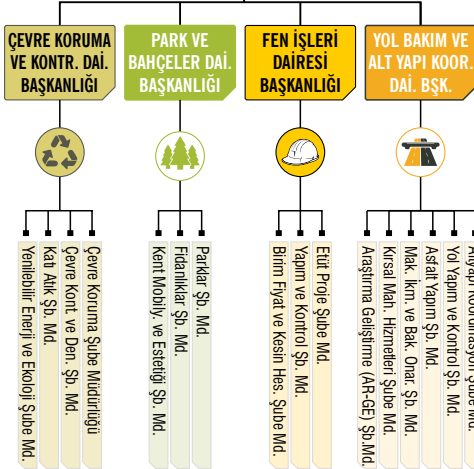 ÇEVRE KORUMA
VE KONTR. DAİ.
BAŞKANLIĞI
Yenilebilir Enerji ve Ekoloji Şube Md.
Katı Atık Şb. Md.
Çevre Kont. ve Den. Şb. Md.
Çevre Koruma Şube Müdürlüğü
PARK VE
BAHÇELER DAİ.
BAŞKANLIĞI
Kent Mobily. ve Estetiği Şb. Md.
Fidanlıklar Şb. Md.
Parklar Şb. Md.
FEN İŞLERİ
DAİRESİ
BAŞKANLIĞI
Birim Fiyat ve Kesin Hes. Şube Md.
Yapım ve Kontrol Şb. Md.
Etüt Proje Şube Md.
YOL BAKIM VE
ALT YAPI KOOR.
DAİ. BŞK.
Araştırma Geliştirme (AR-GE) Şb.Md.
Kırsal Mah. Hizmetleri Şube Md.
Mak. İkm. ve Bak. Onar. Şb. Md.
Asfalt Yapım Şb. Md.
Yol Yapım ve Kontrol Şb. Md.
Şube Md.